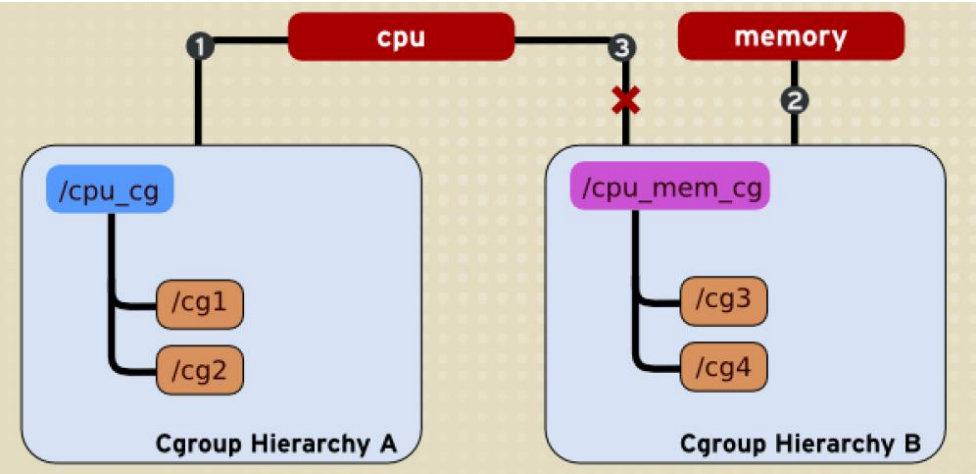 1
cpu
3
memory
2
/cpu_cg
/cg1
/cg2
Cgroup Hierarchy A
/cpu_mem_cg
/cg3
/cg4
Cgroup Hierarchy B